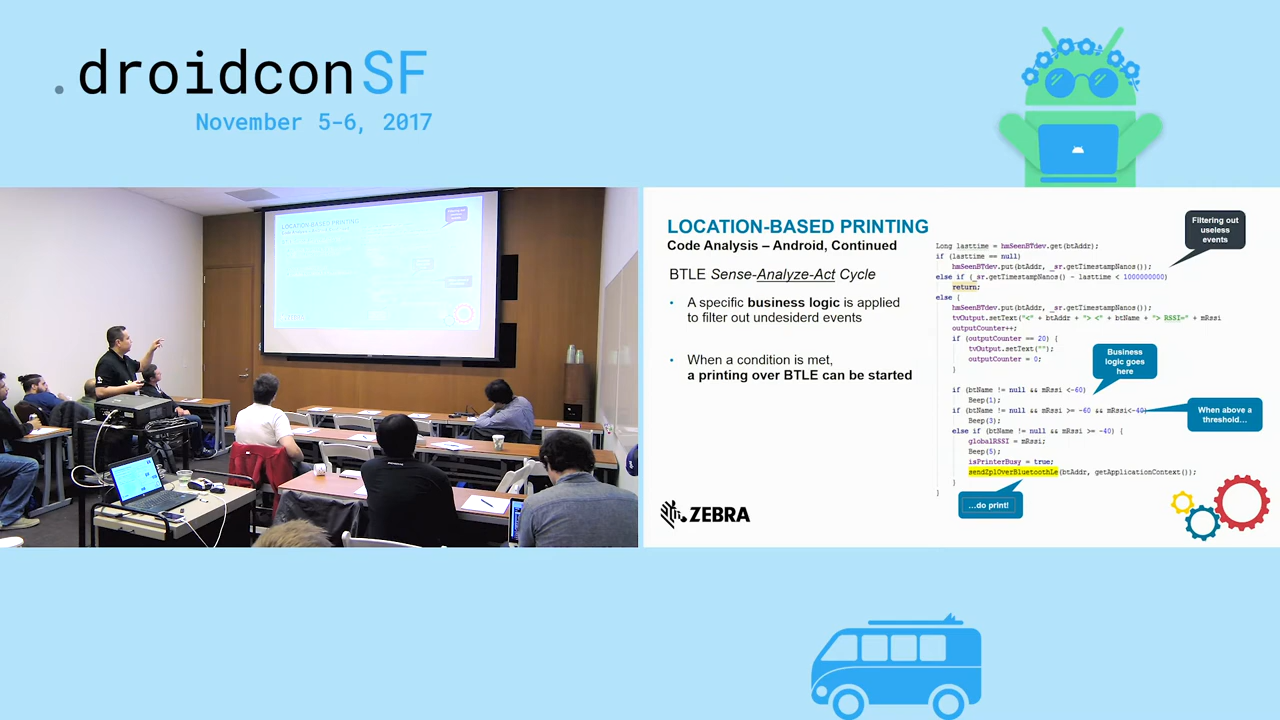 .droidconSF
November 5-6, 2017
LOCATION-BASED PRINTING
Code Analysis – Android, Continued
BTLE Sense-Analyze-Act Cycle
• A specific business logic is applied
to filter out undesiderd events
• When a condition is met,
a printing over BTLE can be started
ZEBRA
Long lasttime = hmSeenBTdev.get(btAddr);
if (lasttime == null)
hmSeenBTdev.put(btAddr, _sr.getTimestampNanos());
else if (_sr.getTimestampNanos() - lasttime < 1000000000)
return;
else {
hmSeenBTdev.put(btAddr, _sr.getTimestampNanos());
tvOutput.setText("<" + btAddr + "> <" + btName + "> RSSI=" + mRssi
outputCounter++;
if (outputCounter == 20) {
tvOutput.setText("");
outputCounter = 0;
}
if (btName != null && mRssi <-60)
Beep(1);
if (btName != null && mRssi >= -60 && mRssi<-40)
Beep(3);
else if (btName != null && mRssi >= -40) {
globalRSSI = mRssi;
Beep(5);
isPrinterBusy = true;
sendZplOverBluetoothLe(btAddr, getApplicationContext());
}
}
Filtering out
useless
events
Business
logic goes
here
When above a
threshold...
...do print!
LOCATION-BASED PRINTING
ZEBRA